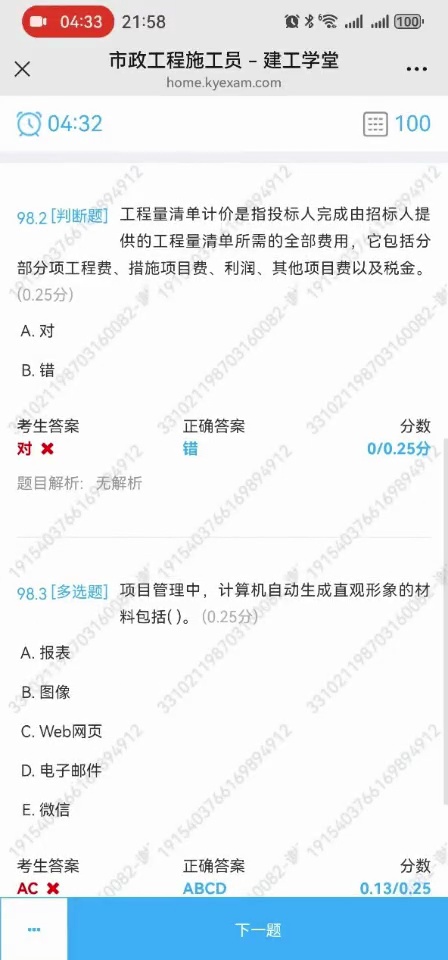 04:33 21:58 100
市政工程施工员 – 建工学堂
home.kyexam.com
04:32 100
98.2 [判断题] 工程量清单计价是指投标人完成由招标人提
供的工程量清单所需的全部费用，它包括分
部分项工程费、措施项目费、利润、其他项目费以及税金。
(0.25分)
A. 对
B. 错
考生答案 正确答案 分数
对 错 0/0.25分
题目解析：无解析
98.3 [多选题] 项目管理中，计算机自动生成直观形象的材
料包括( )。 (0.25分)
A. 报表
B. 图像
C. Web网页
D. 电子邮件
E. 微信
考生答案 正确答案 分数
AC ABCD 0.13/0.25
下一题